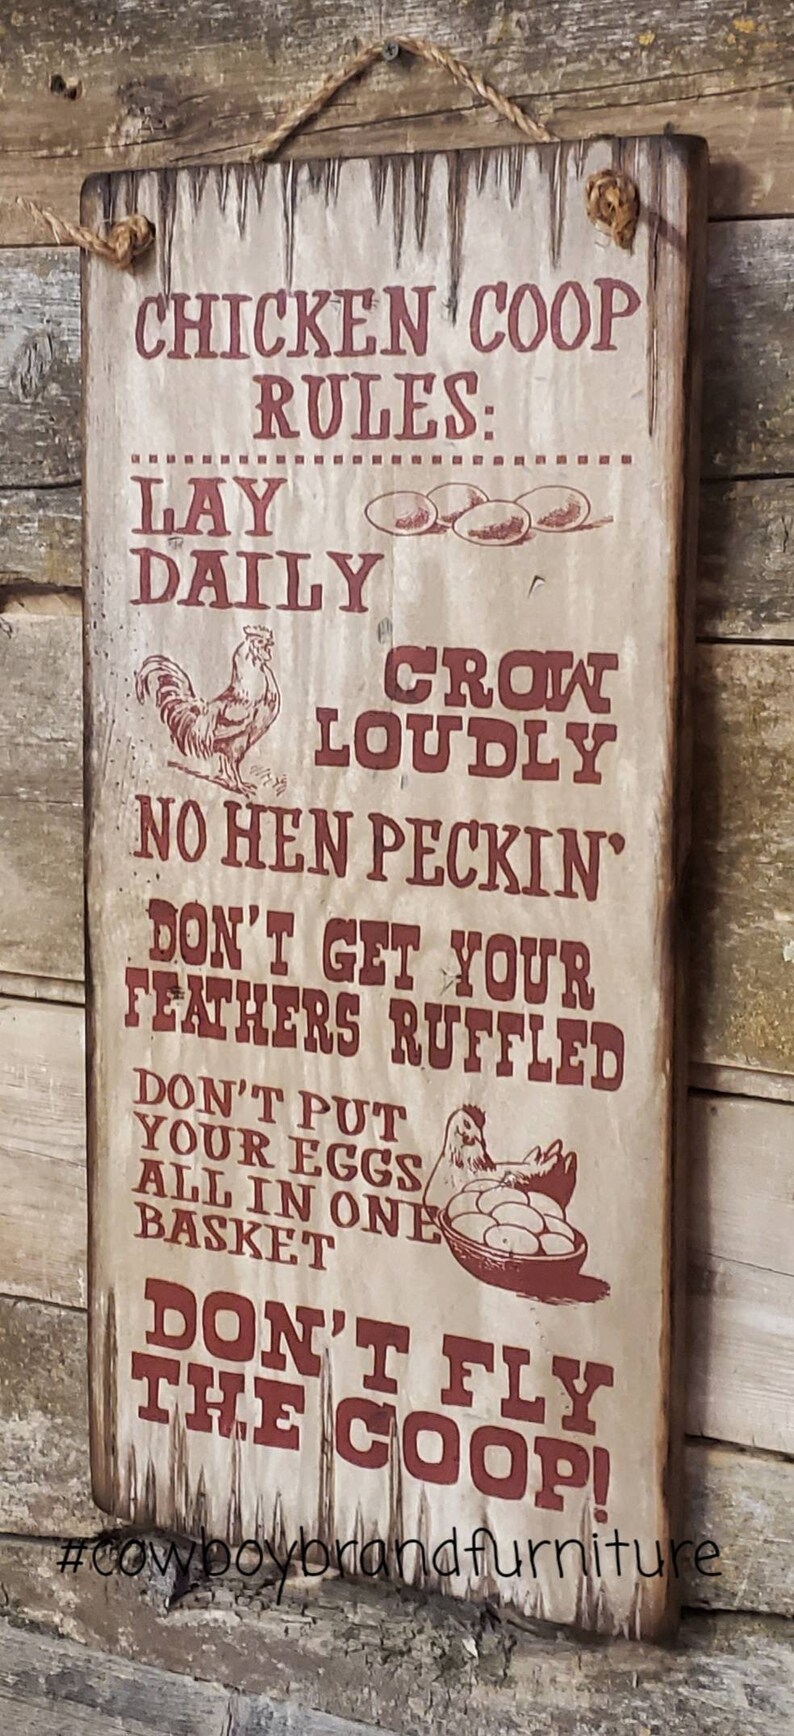 CHICKEN COOP
RULES:
LAY
DAILY
CROW
LOUDLY
NO HEN PECKIN'
DON'T GET YOUR
FEATHERS RUFFLED
DON'T PUT
YOUR EGGS
ALL IN ONE
BASKET
DON'T FLY
THE COOP!
#cowboybrandfurniture